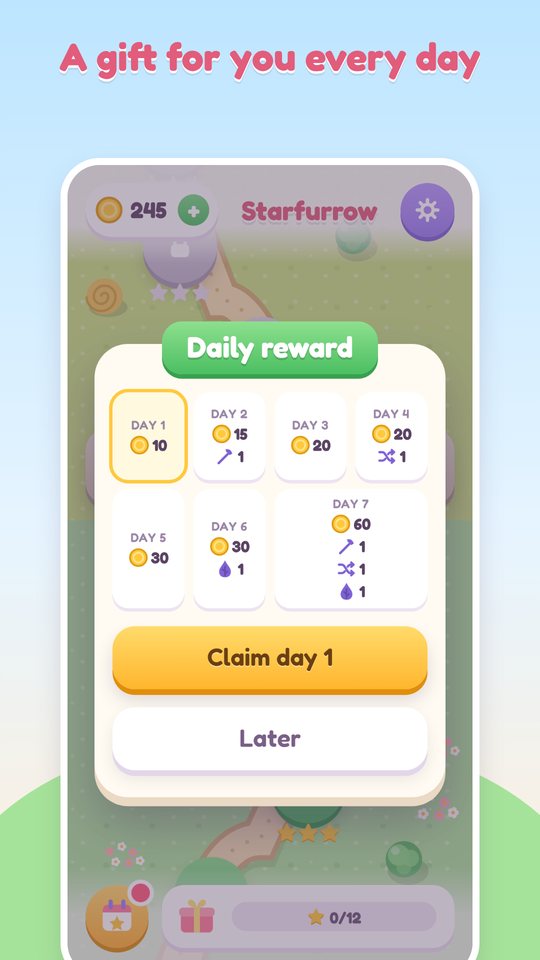 A gift for you every day
245 +
Starfurrow
Daily reward
DAY 1
10
DAY 2
15
1
DAY 3
20
DAY 4
20
1
DAY 5
30
DAY 6
30
1
DAY 7
60
1
1
1
Claim day 1
Later
0/12